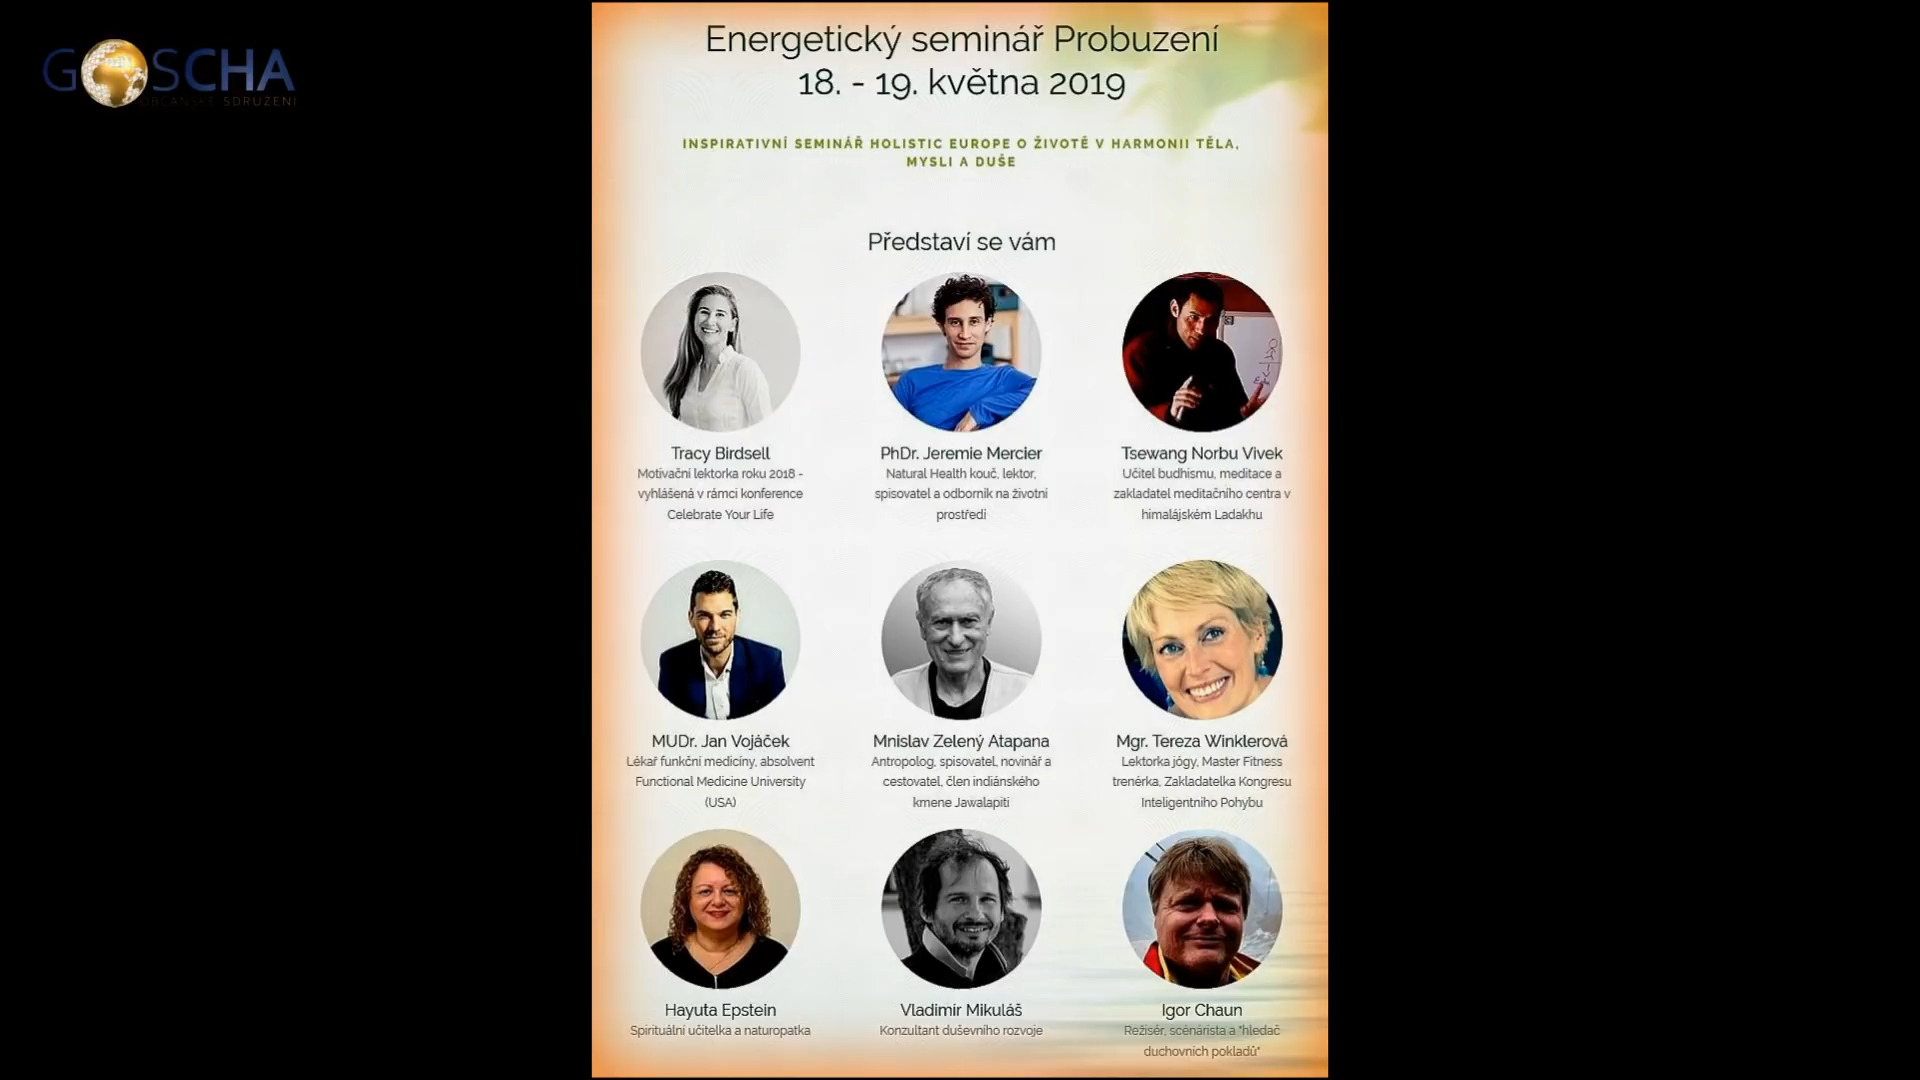 GOSCHA
OBČANSKÉ SDRUŽENÍ
Energetický seminář Probuzení
18. - 19. května 2019
INSPIRATIVNÍ SEMINÁŘ HOLISTIC EUROPE O ŽIVOTĚ V HARMONII TĚLA,
MYSLI A DUŠE
Představí se vám
Tracy Birdsell
Motivační lektorka roku 2018 -
vyhlášená v rámci konference
Celebrate Your Life
PhDr. Jeremie Mercier
Natural Health kouč, lektor,
spisovatel a odborník na životní
prostředí
Tsewang Norbu Vivek
Učitel budhismu, meditace a
zakladatel meditačního centra v
himalájském Ladakhu
MUDr. Jan Vojáček
Lékař funkční medicíny, absolvent
Functional Medicine University
(USA)
Mnislav Zelený Atapana
Antropolog, spisovatel, novinář a
cestovatel, člen indiánského
kmene Jawalapiti
Mgr. Tereza Winklerová
Lektorka jógy, Master Fitness
trenérka, Zakladatelka Kongresu
Inteligentního Pohybu
Hayuta Epstein
Spirituální učitelka a naturopatka
Vladimír Mikuláš
Konzultant duševního rozvoje
Igor Chaun
Režisér, scénárista a "hledač
duchovních pokladů"